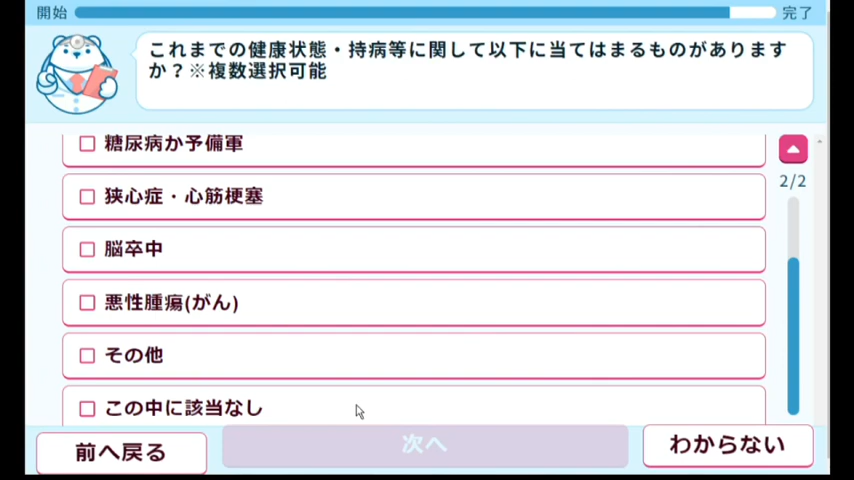 開始
完了
これまでの健康状態・持病等に関して以下に当てはまるものがあります
か？※複数選択可能
糖尿病か予備軍
2/2
狭心症・心筋梗塞
脳卒中
悪性腫瘍(がん)
その他
この中に該当なし
前へ戻る
次へ
わからない